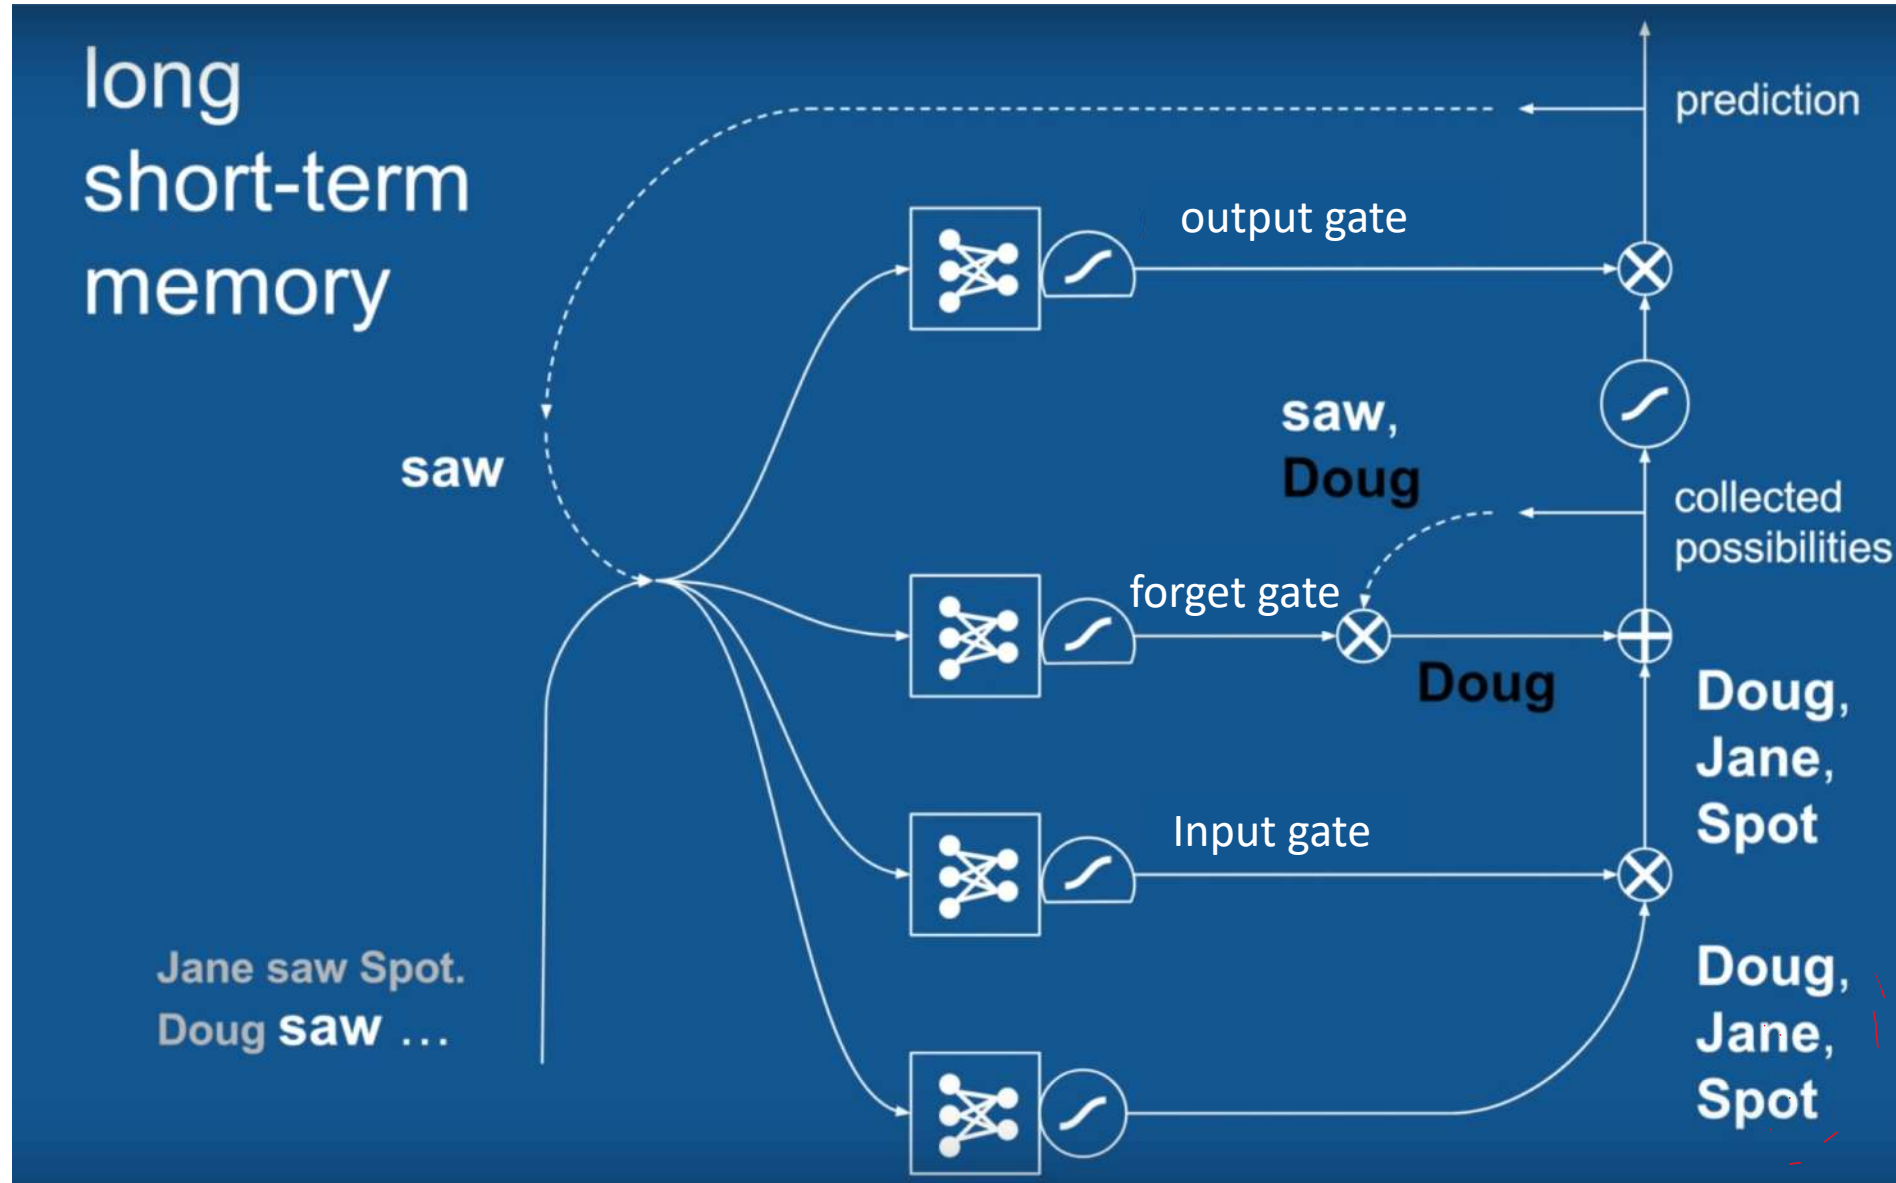 long
short-term
memory
prediction
output gate
saw,
Doug
saw
collected
possibilities
forget gate
Doug
Doug,
Jane,
Spot
Input gate
Jane saw Spot.
Doug saw ...
Doug,
Jane,
Spot